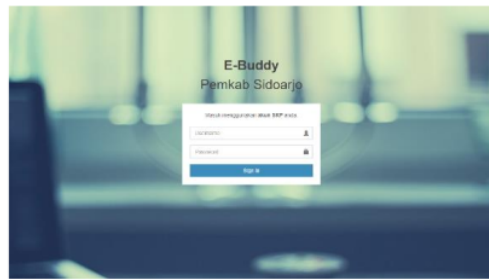 E-Buddy
Pemkab Sidoarjo
Masuk menggunakan akun SKP anda
Username
Password
Sign In